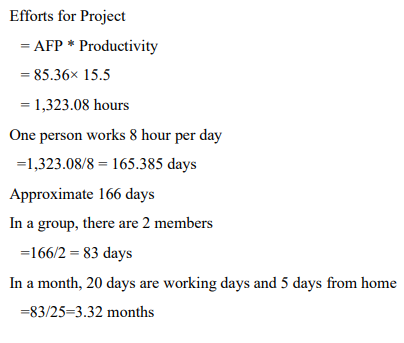 Efforts for Project
= AFP * Productivity
= 85.36× 15.5
= 1,323.08 hours
One person works 8 hour per day
=1,323.08/8 = 165.385 days
Approximate 166 days
In a group, there are 2 members
=166/2 = 83 days
In a month, 20 days are working days and 5 days from home
=83/25=3.32 months